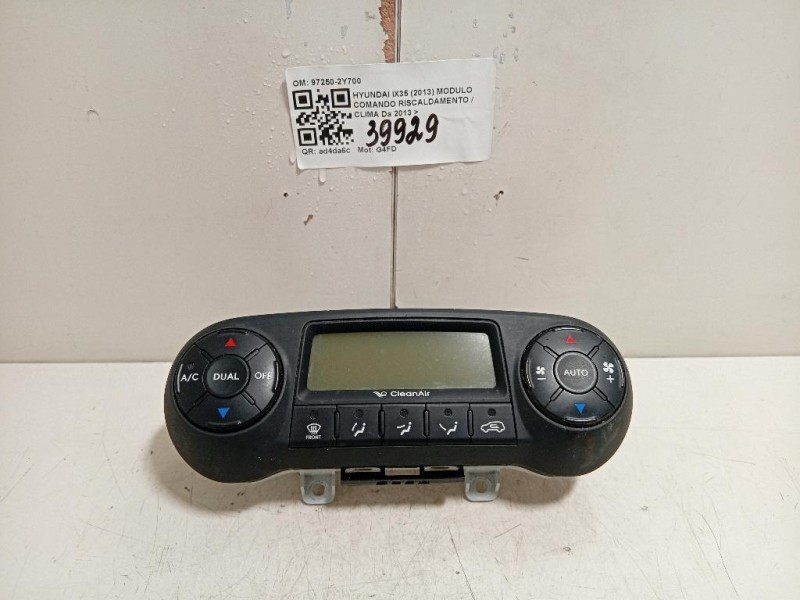 OM: 97250-2Y700
HYUNDAI IX35 (2013) MODULO
COMANDO RISCALDAMENTO /
CLIMA Da 2013 >
39929
QR: ad4da6c Mot: G4FD
A/C
DUAL
OFF
CleanAir
FRONT
AUTO
-
+